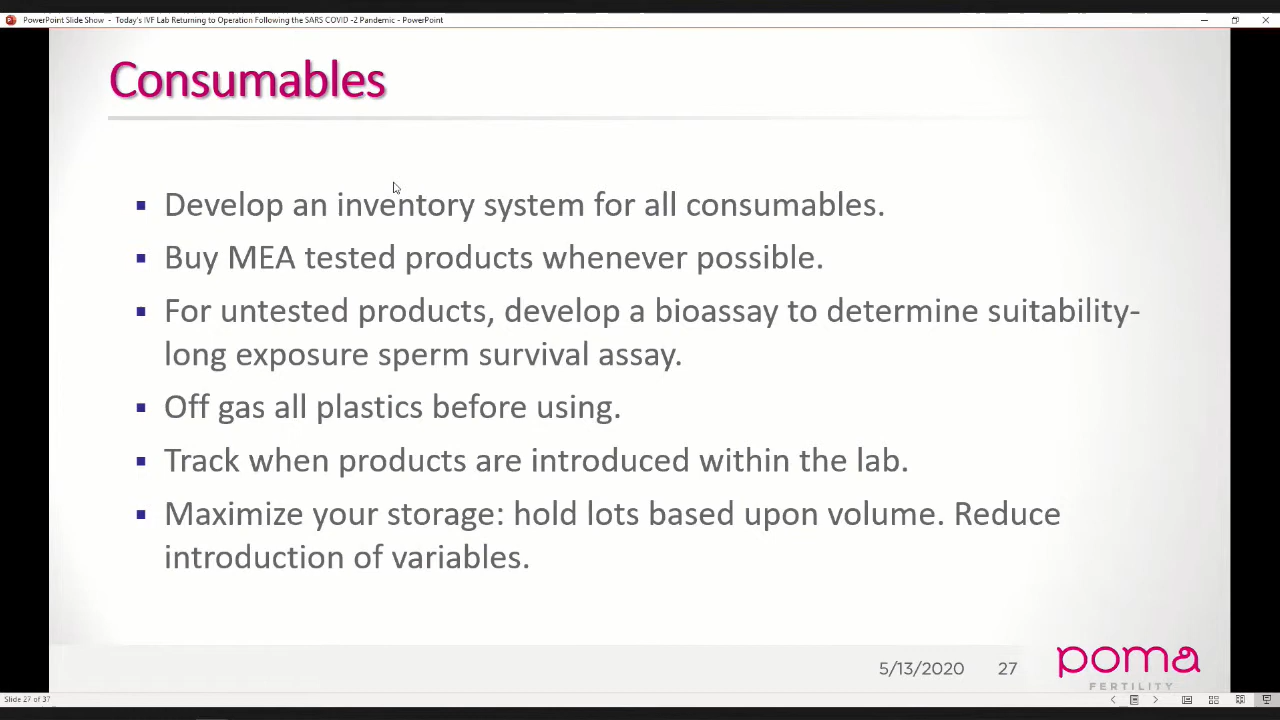 PowerPoint Slide Show - Today's IVF Lab Returning to Operation Following the SARS COVID -2 Pandemic - PowerPoint
Consumables
▪ Develop an inventory system for all consumables.
▪ Buy MEA tested products whenever possible.
▪ For untested products, develop a bioassay to determine suitability-
long exposure sperm survival assay.
▪ Off gas all plastics before using.
▪ Track when products are introduced within the lab.
▪ Maximize your storage: hold lots based upon volume. Reduce
introduction of variables.
5/13/2020 27
poma
FERTILITY
Slide 27 of 37